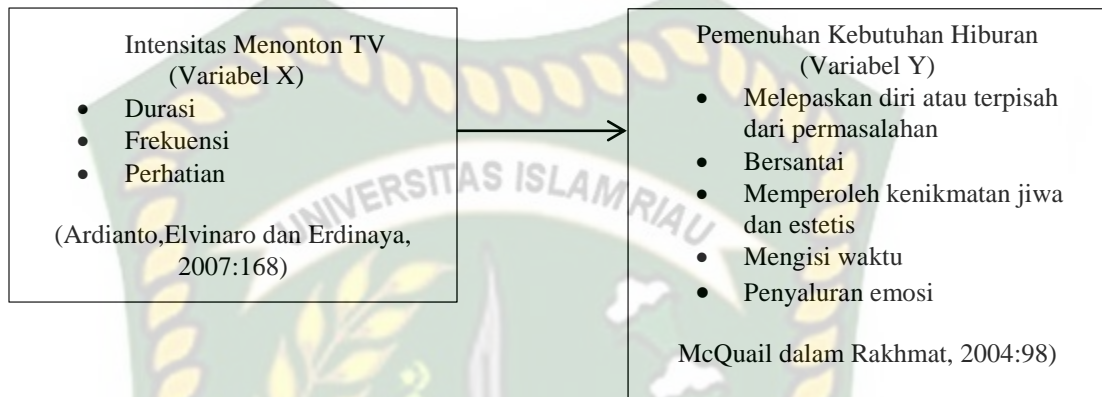 Intensitas Menonton TV
(Variabel X)
• Durasi
• Frekuensi
• Perhatian
(Ardianto,Elvinaro dan Erdinaya,
2007:168)
Pemenuhan Kebutuhan Hiburan
(Variabel Y)
• Melepaskan diri atau terpisah
dari permasalahan
• Bersantai
• Memperoleh kenikmatan jiwa
dan estetis
• Mengisi waktu
• Penyaluran emosi
McQuail dalam Rakhmat, 2004:98)
UNIVERSITAS ISLAM RIAU